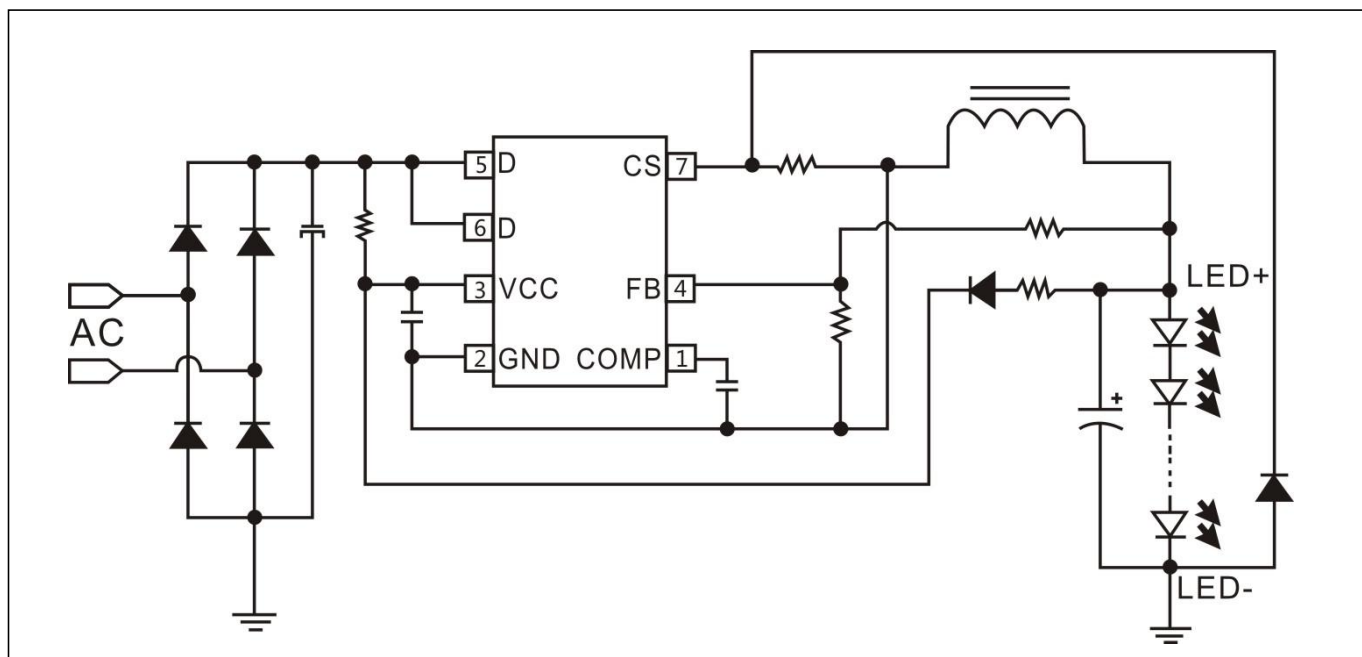 5 D CS 7
6 D
AC
3 VCC FB 4
LED+
2 GND COMP 1
+
LED-